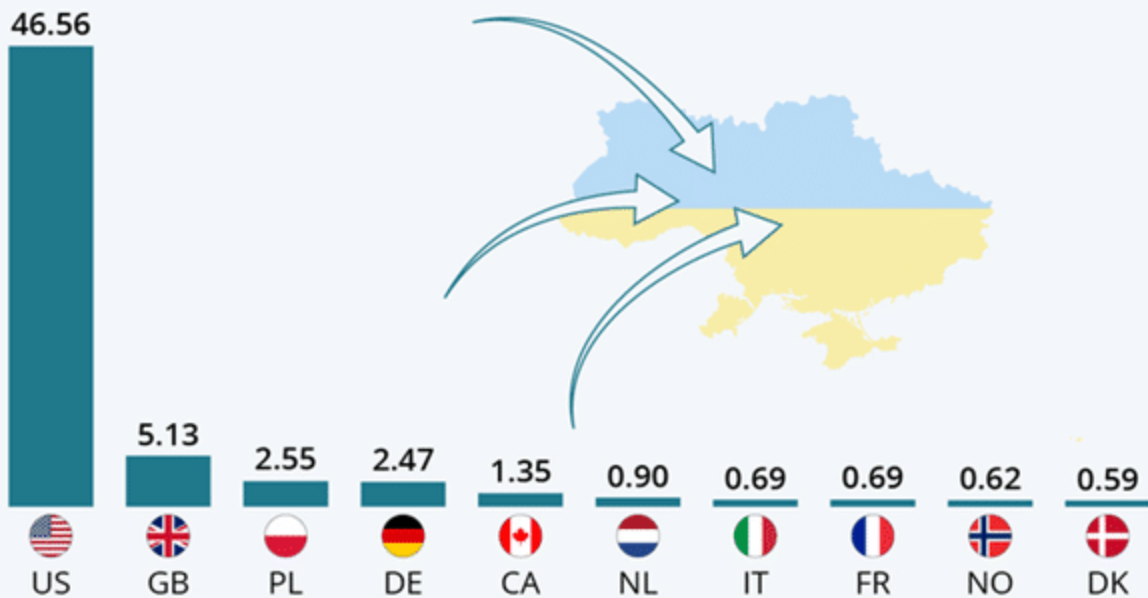 46.56
5.13
2.55
2.47
1.35
0.90
0.69
0.69
0.62
0.59
US
GB
PL
DE
CA
NL
IT
FR
NO
DK